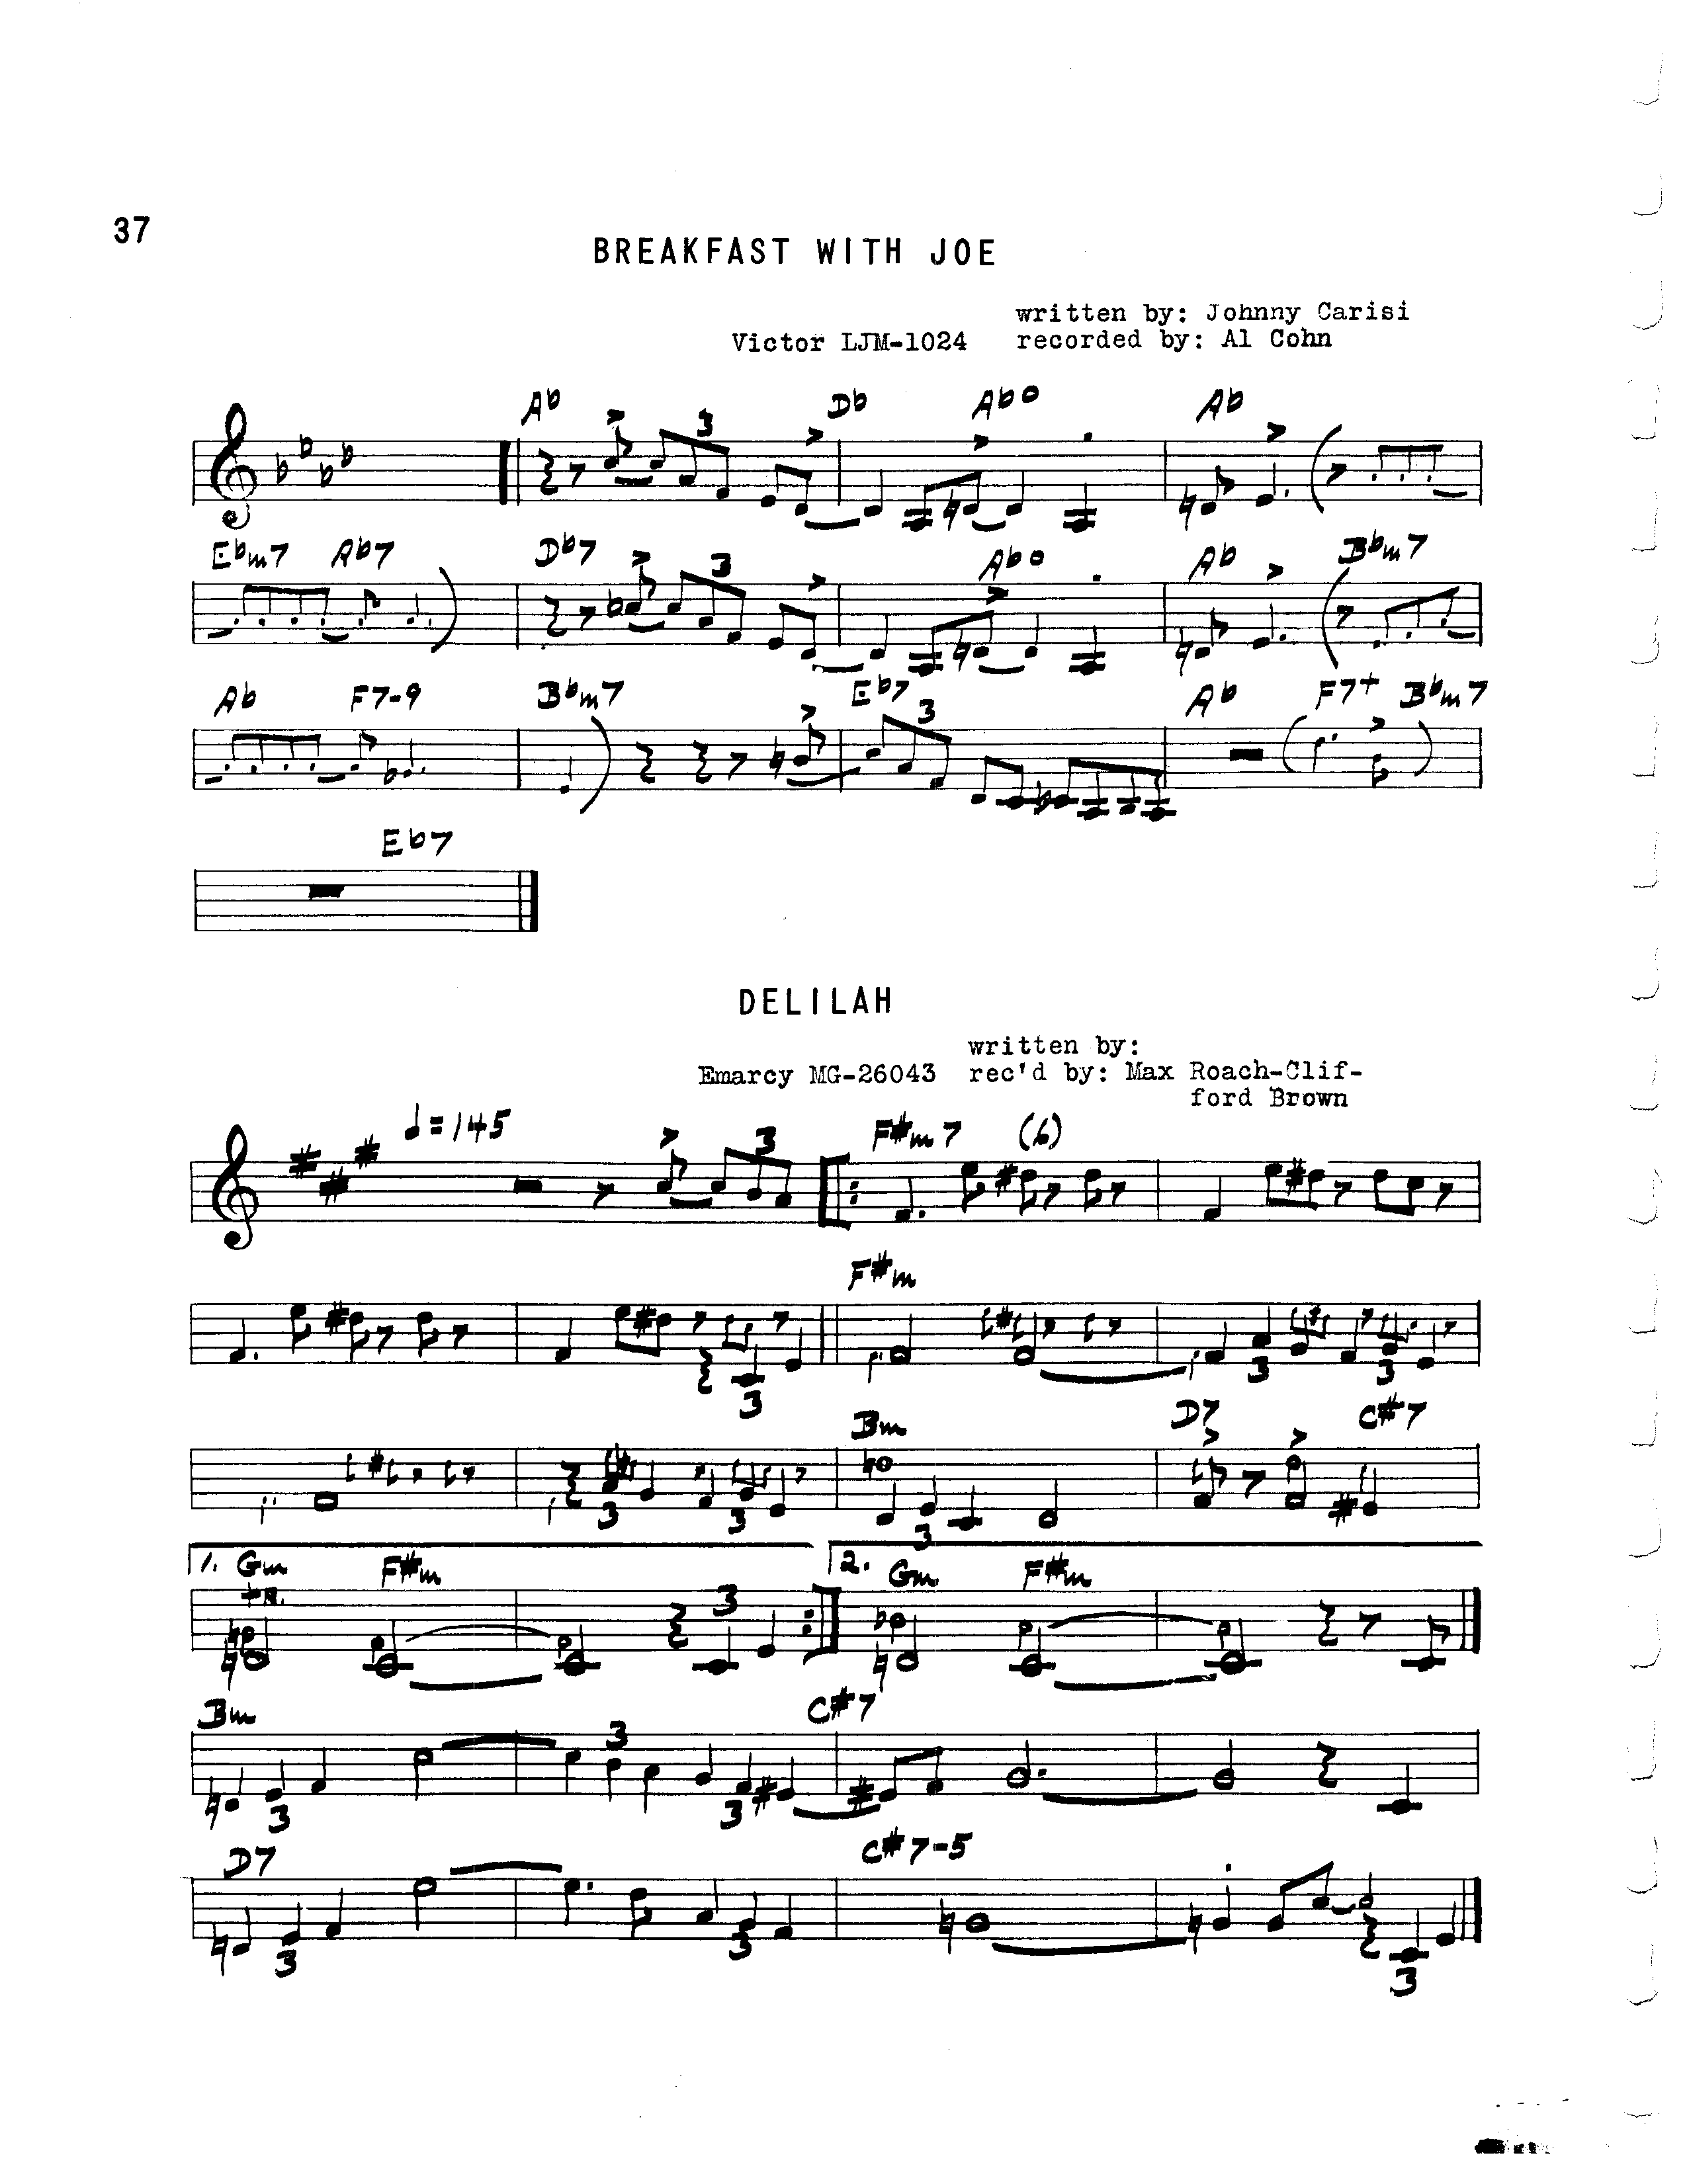 37
BREAKFAST WITH JOE
written by: Johnny Carisi
Victor LJM-1024 recorded by: Al Cohn
Ab Db Abo Ab
3
Ebm7 Ab7 Db7 Abo Ab Bbm7
3
Ab F7-9 Bbm7 Eb7 Ab F7+ Bbm7
3
Eb7
DELILAH
written by:
Emarcy MG-26043 rec'd by: Max Roach-Clif-
ford Brown
♩=145 3 F#m7 (6)
F#m
3 3 3
Bm D7 C#7
3 3 3
1. Gm F#m 2. Gm F#m
tr. 3
Bm C#7
3 3 3
D7 C#7-5
3 3 3